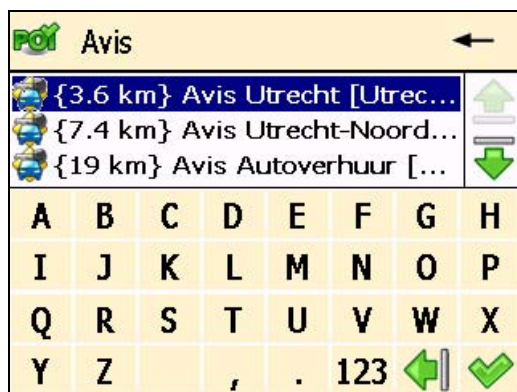 POI Avis
{3.6 km} Avis Utrecht [Utrec...
{7.4 km} Avis Utrecht-Noord...
{19 km} Avis Autoverhuur [...
A B C D E F G H
I J K L M N O P
Q R S T U V W X
Y Z , . 123